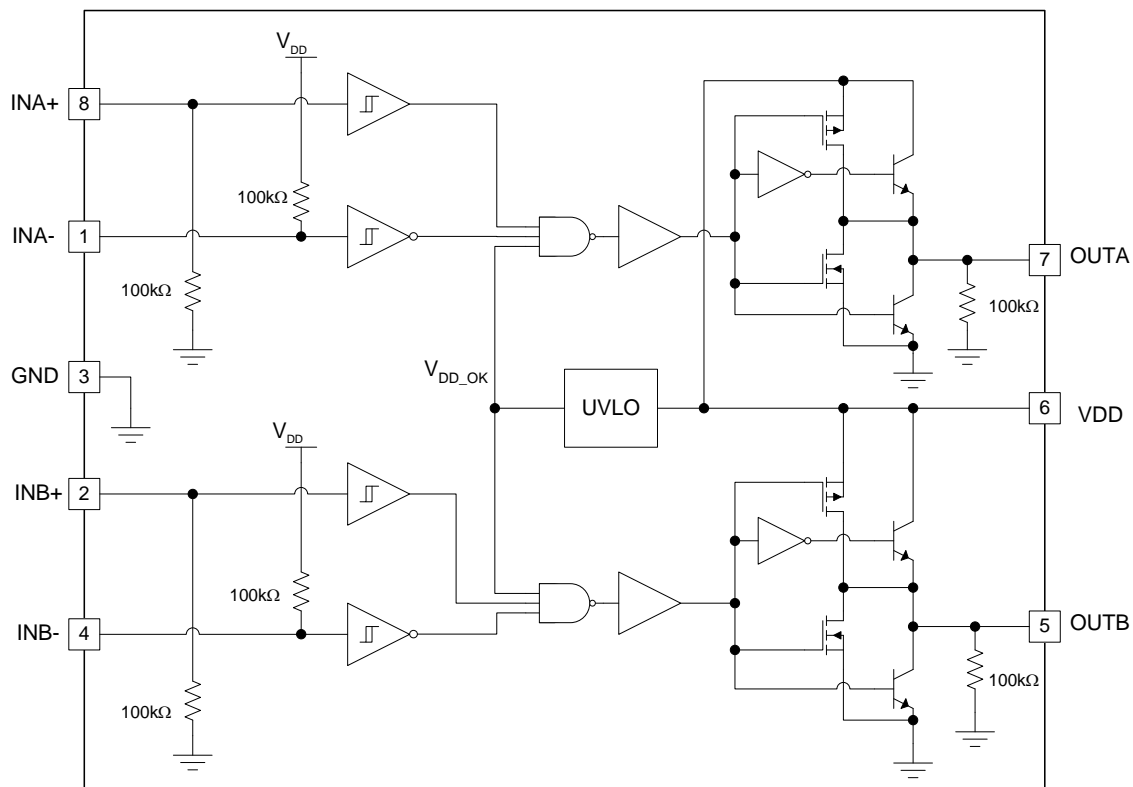 V_DD
INA+ 8
100kΩ
INA- 1
100kΩ
7 OUTA
100kΩ
GND 3
V_DD_OK
UVLO
6 VDD
V_DD
INB+ 2
100kΩ
INB- 4
5 OUTB
100kΩ
100kΩ